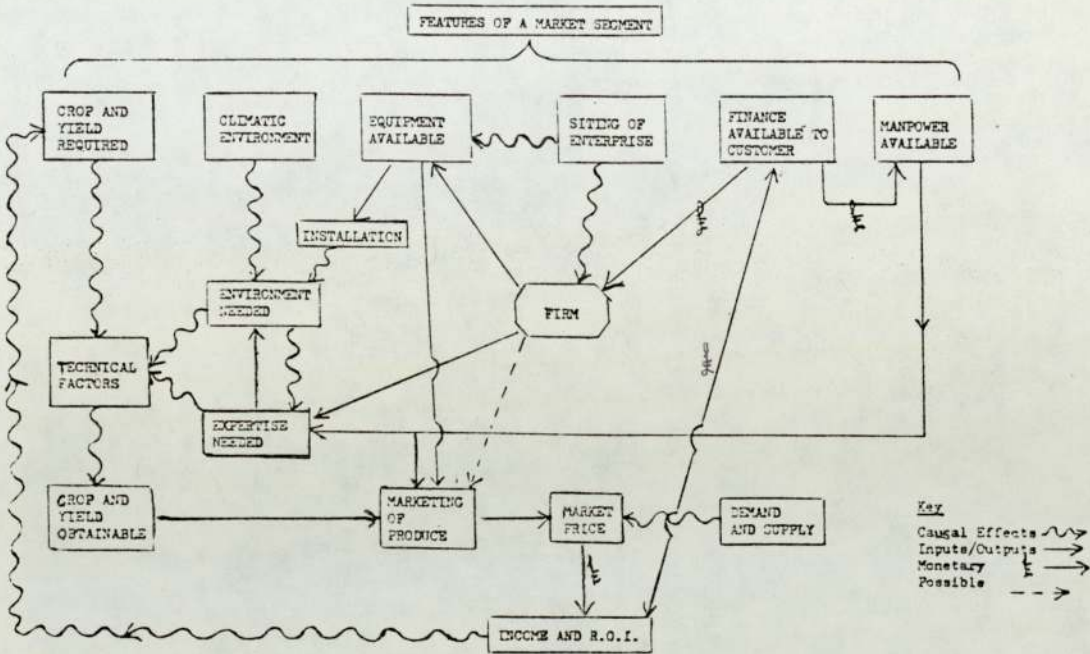 FEATURES OF A MARKET SEGMENT
CROP AND
YIELD
REQUIRED
CLIMATIC
ENVIRONMENT
EQUIPMENT
AVAILABLE
SITING OF
ENTERPRISE
FINANCE
AVAILABLE TO
CUSTOMER
MANPOWER
AVAILABLE
£
£
INSTALLATION
ENVIRONMENT
NEEDED
FIRM
TECHNICAL
FACTORS
EXPERTISE
NEEDED
CROP AND
YIELD
OBTAINABLE
MARKETING
OF
PRODUCE
MARKET
PRICE
DEMAND
AND SUPPLY
£
INCOME AND R.O.I.
Key
Causal Effects
Inputs/Outputs
Monetary £
Possible